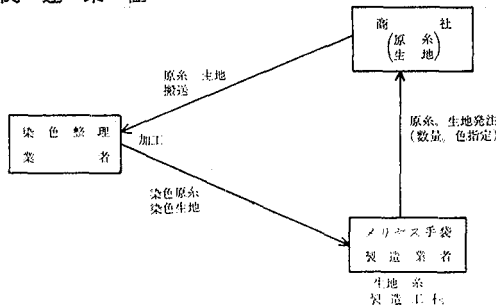 商社
(原糸
生地)
原糸 生地
搬送
原糸、生地発注
(数量、色指定)
染色整理
業者
加工
染色原糸
染色生地
メリヤス手袋
製造業者
生地 糸
製造工程